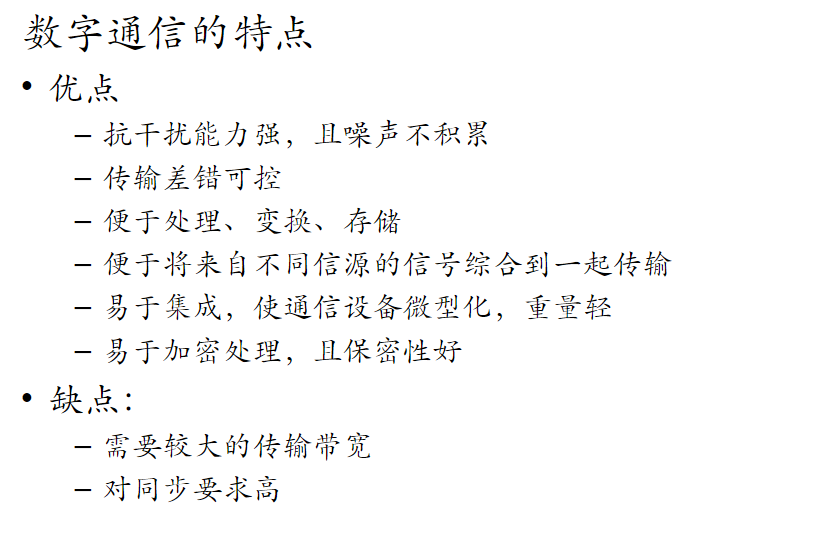 数字通信的特点
• 优点
– 抗干扰能力强，且噪声不积累
– 传输差错可控
– 便于处理、变换、存储
– 便于将来自不同信源的信号综合到一起传输
– 易于集成，使通信设备微型化，重量轻
– 易于加密处理，且保密性好
• 缺点：
– 需要较大的传输带宽
– 对同步要求高